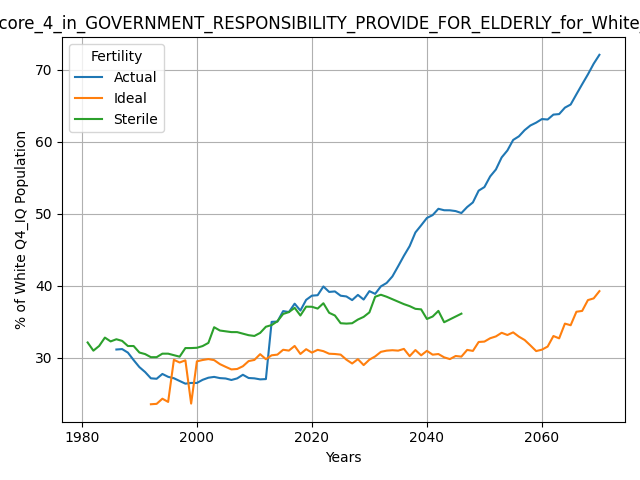 core_4_in_GOVERNMENT_RESPONSIBILITY_PROVIDE_FOR_ELDERLY_for_White_
Fertility
Actual
Ideal
Sterile
% of White Q4_IQ Population
70
60
50
40
30
1980
2000
2020
2040
2060
Years